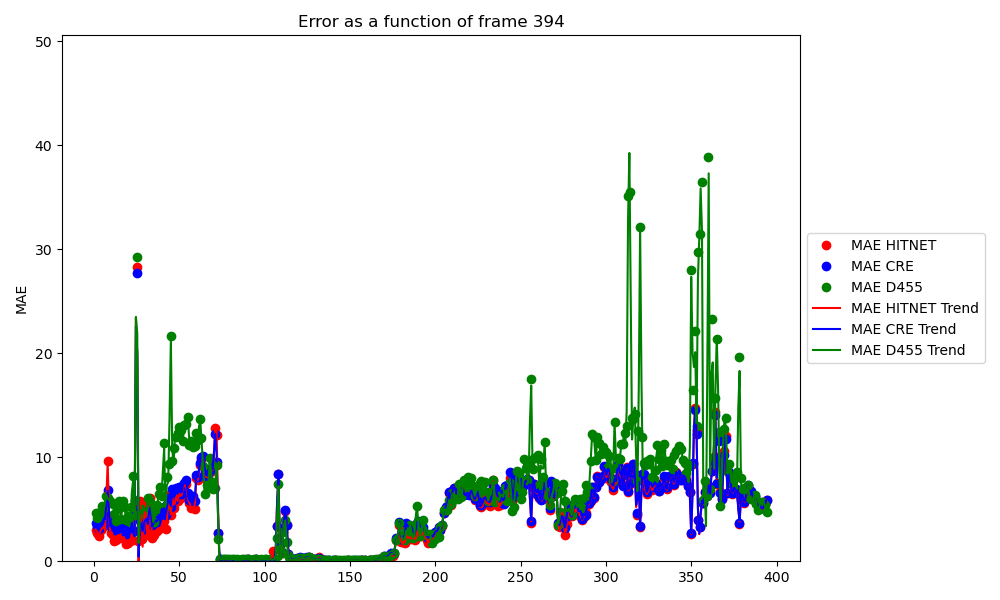 Error as a function of frame 394
50
40
30
20
10
0
MAE
0
50
100
150
200
250
300
350
400
MAE HITNET
MAE CRE
MAE D455
MAE HITNET Trend
MAE CRE Trend
MAE D455 Trend